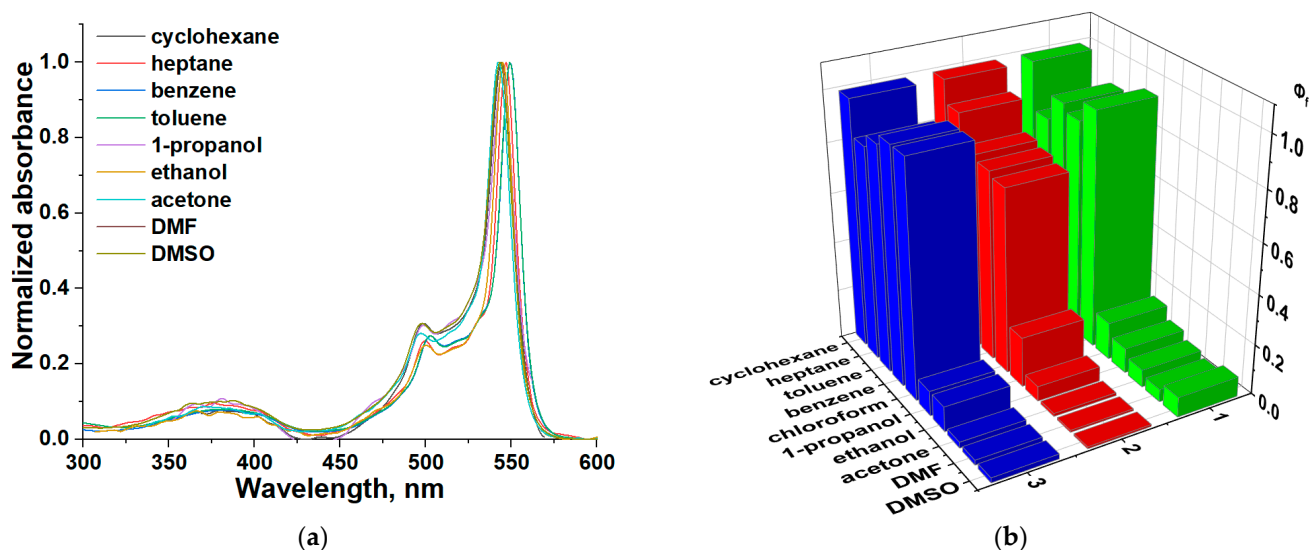 cyclohexane
heptane
benzene
toluene
1-propanol
ethanol
acetone
DMF
DMSO
Normalized absorbance
1.0
0.8
0.6
0.4
0.2
0.0
300 350 400 450 500 550 600
Wavelength, nm
(a)
Φf
1.0
0.8
0.6
0.4
0.2
0.0
cyclohexane
heptane
toluene
benzene
chloroform
1-propanol
ethanol
acetone
DMF
DMSO
3
2
1
(b)